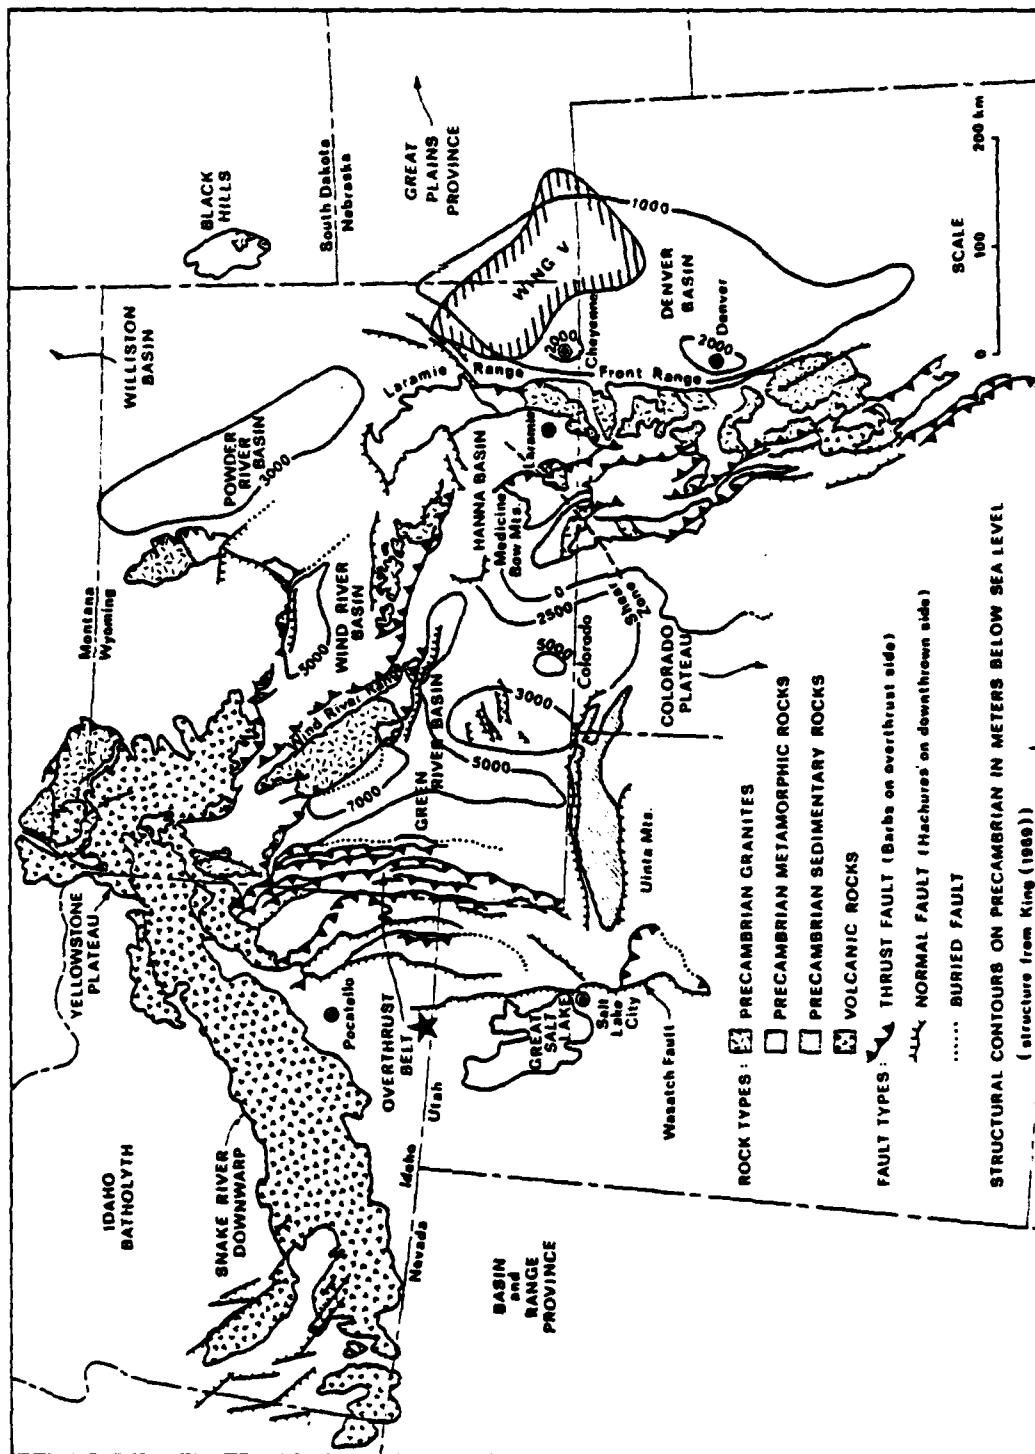 IDAHO
BATHOLYTH
SNAKE RIVER
DOWNWARP
YELLOWSTONE
PLATEAU
Montana
Wyoming
POWDER
RIVER
BASIN
3000
WILLISTON
BASIN
BLACK
HILLS
South Dakota
Nebraska
GREAT
PLAINS
PROVINCE
Pocatello
OVERTHRUST
BELT
Idaho
Utah
Nevada
BASIN
and
RANGE
PROVINCE
GREAT
SALT
LAKE
Salt
Lake
City
Wasatch Fault
Uinta Mts.
Wind River Range
5000
WIND RIVER
BASIN
7000
GREEN
RIVER BASIN
5000
3000
5000
2500
0
Colorado
Shear
Zone
COLORADO
PLATEAU
HANNA BASIN
Medicine
Bow Mts.
Laramie
Laramie
Range
Front Range
WING V
2000
Cheyenne
DENVER
BASIN
2000
Denver
1000
SCALE
0 100 200 km
ROCK TYPES:
PRECAMBRIAN GRANITES
PRECAMBRIAN METAMORPHIC ROCKS
PRECAMBRIAN SEDIMENTARY ROCKS
VOLCANIC ROCKS
FAULT TYPES:
THRUST FAULT (Barbs on overthrust side)
NORMAL FAULT (Hachures on downthrown side)
BURIED FAULT
STRUCTURAL CONTOURS ON PRECAMBRIAN IN METERS BELOW SEA LEVEL
(structure from King (1969))